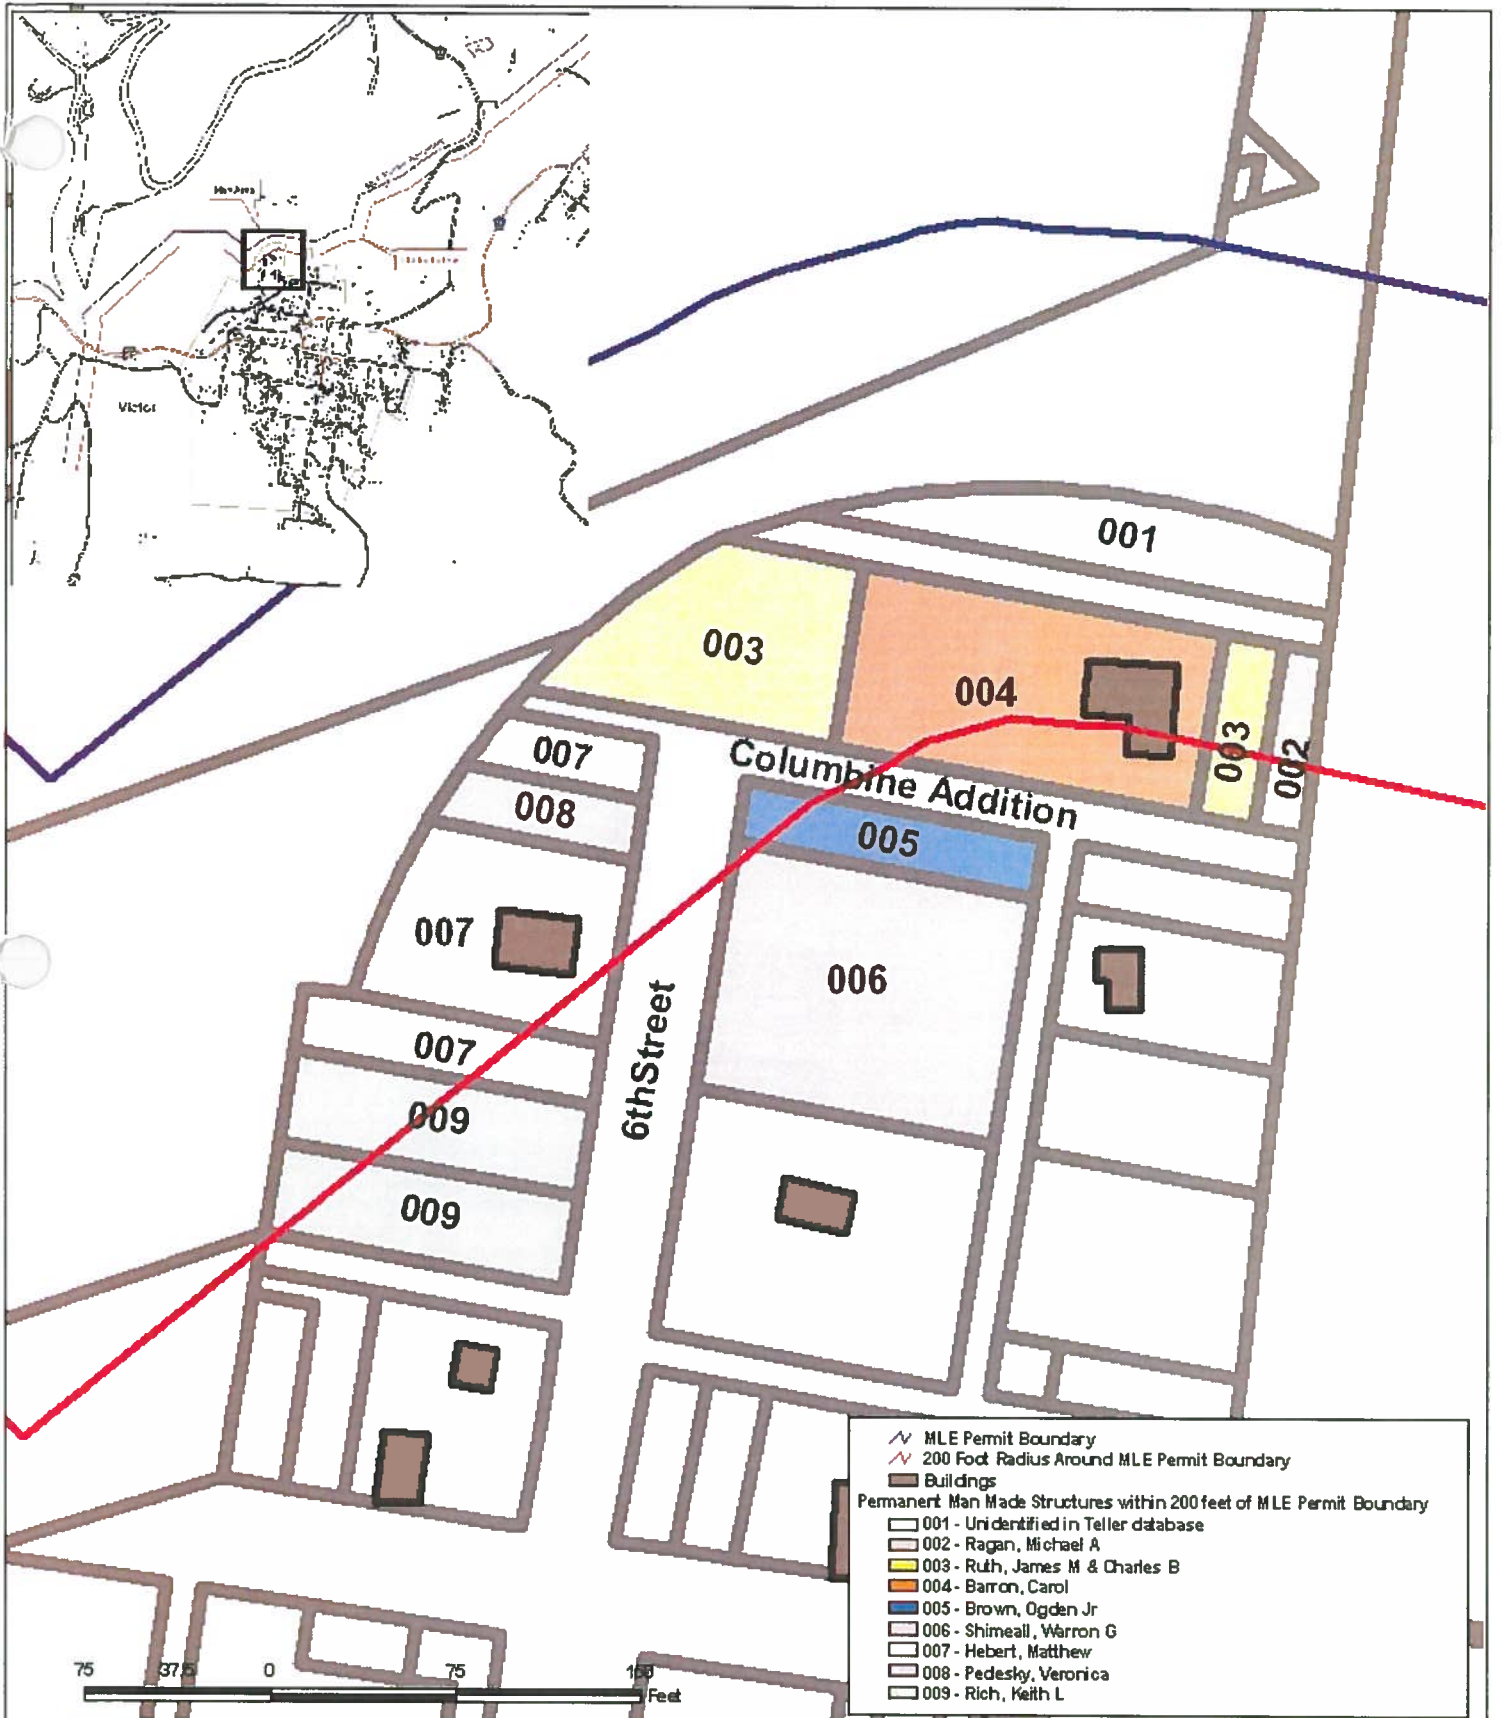 Victor
001
003
004
003
002
Columbine Addition
007
008
005
007
006
6thStreet
007
009
009
MLE Permit Boundary
200 Foot Radius Around MLE Permit Boundary
Buildings
Permanent Man Made Structures within 200 feet of MLE Permit Boundary
001 - Unidentified in Teller database
002 - Ragan, Michael A
003 - Ruth, James M & Charles B
004 - Barron, Carol
005 - Brown, Ogden Jr
006 - Shimeall, Warron G
007 - Hebert, Matthew
008 - Pedesky, Veronica
009 - Rich, Keith L
75 37.5 0 75 150
Feet